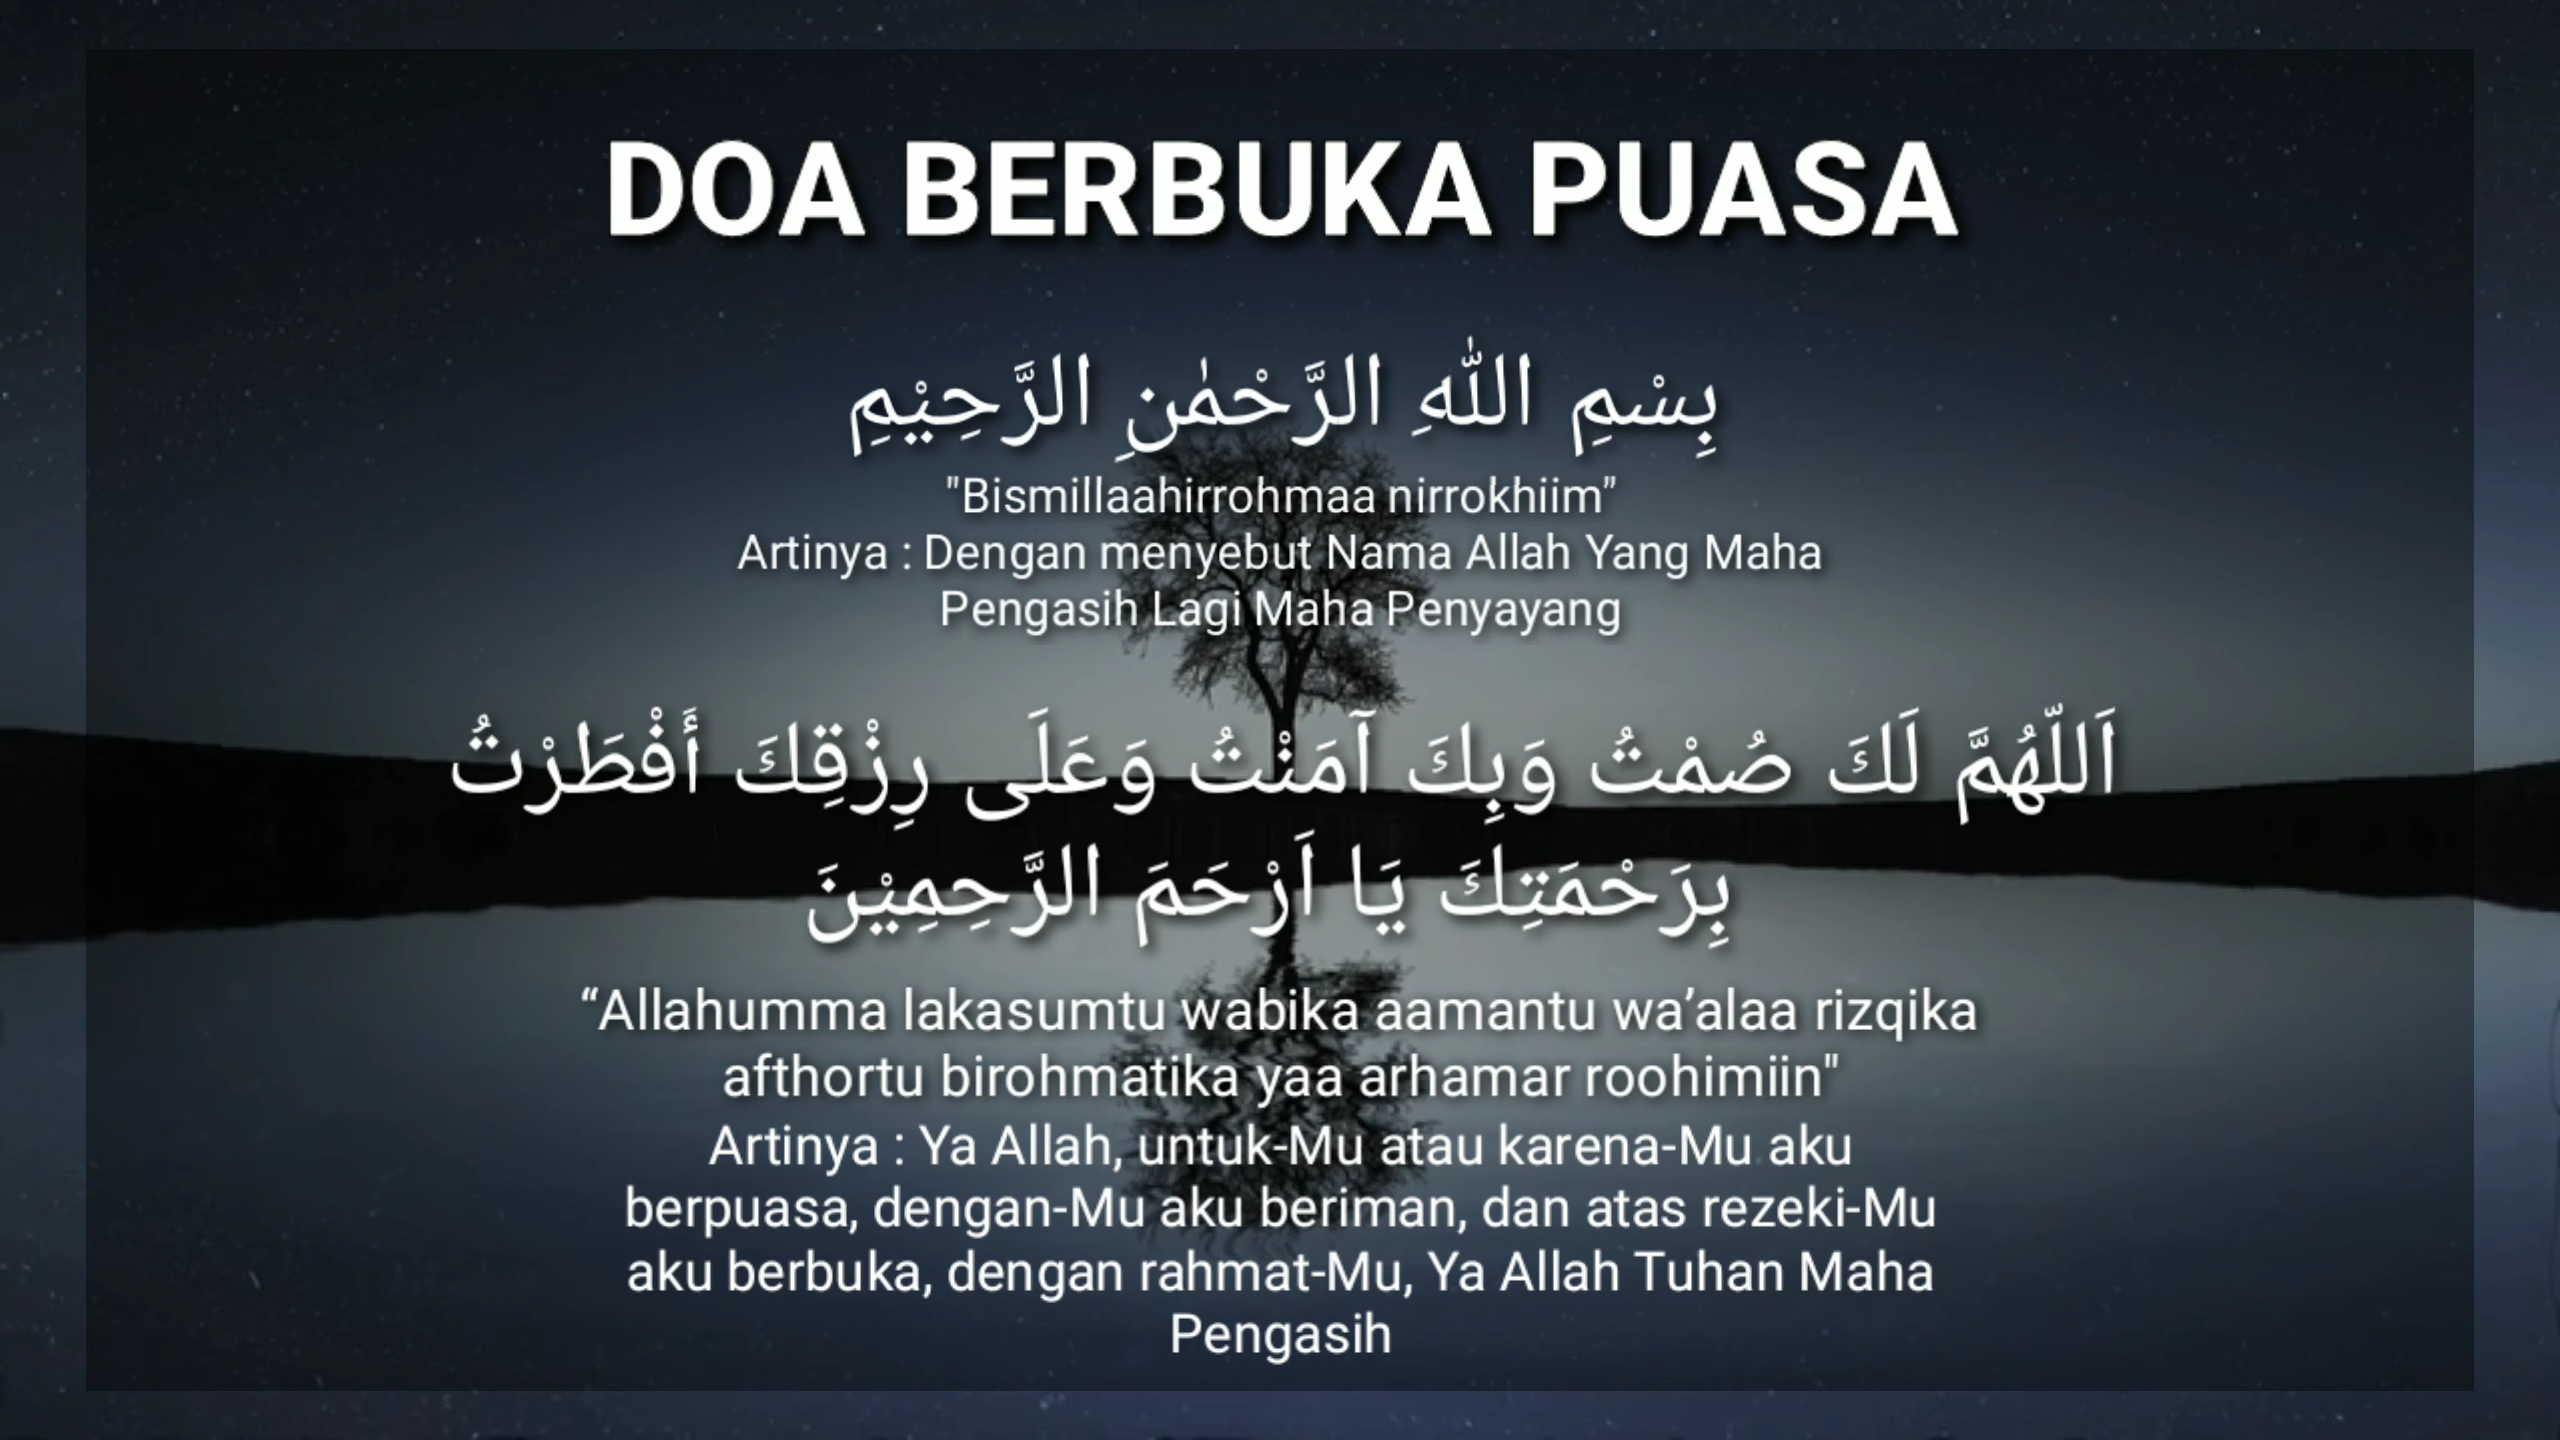 DOA BERBUKA PUASA
بِسْمِ اللّٰهِ الرَّحْمٰنِ الرَّحِيْمِ
"Bismillaahirrohmaa nirrokhiim”
Artinya : Dengan menyebut Nama Allah Yang Maha
Pengasih Lagi Maha Penyayang
اَللّهُمَّ لَكَ صُمْتُ وَبِكَ آمَنْتُ وَعَلَى رِزْقِكَ أَفْطَرْتُ
بِرَحْمَتِكَ يَا اَرْحَمَ الرَّحِمِيْنَ
“Allahumma lakasumtu wabika aamantu wa’alaa rizqika
afthortu birohmatika yaa arhamar roohimiin"
Artinya : Ya Allah, untuk-Mu atau karena-Mu aku
berpuasa, dengan-Mu aku beriman, dan atas rezeki-Mu
aku berbuka, dengan rahmat-Mu, Ya Allah Tuhan Maha
Pengasih